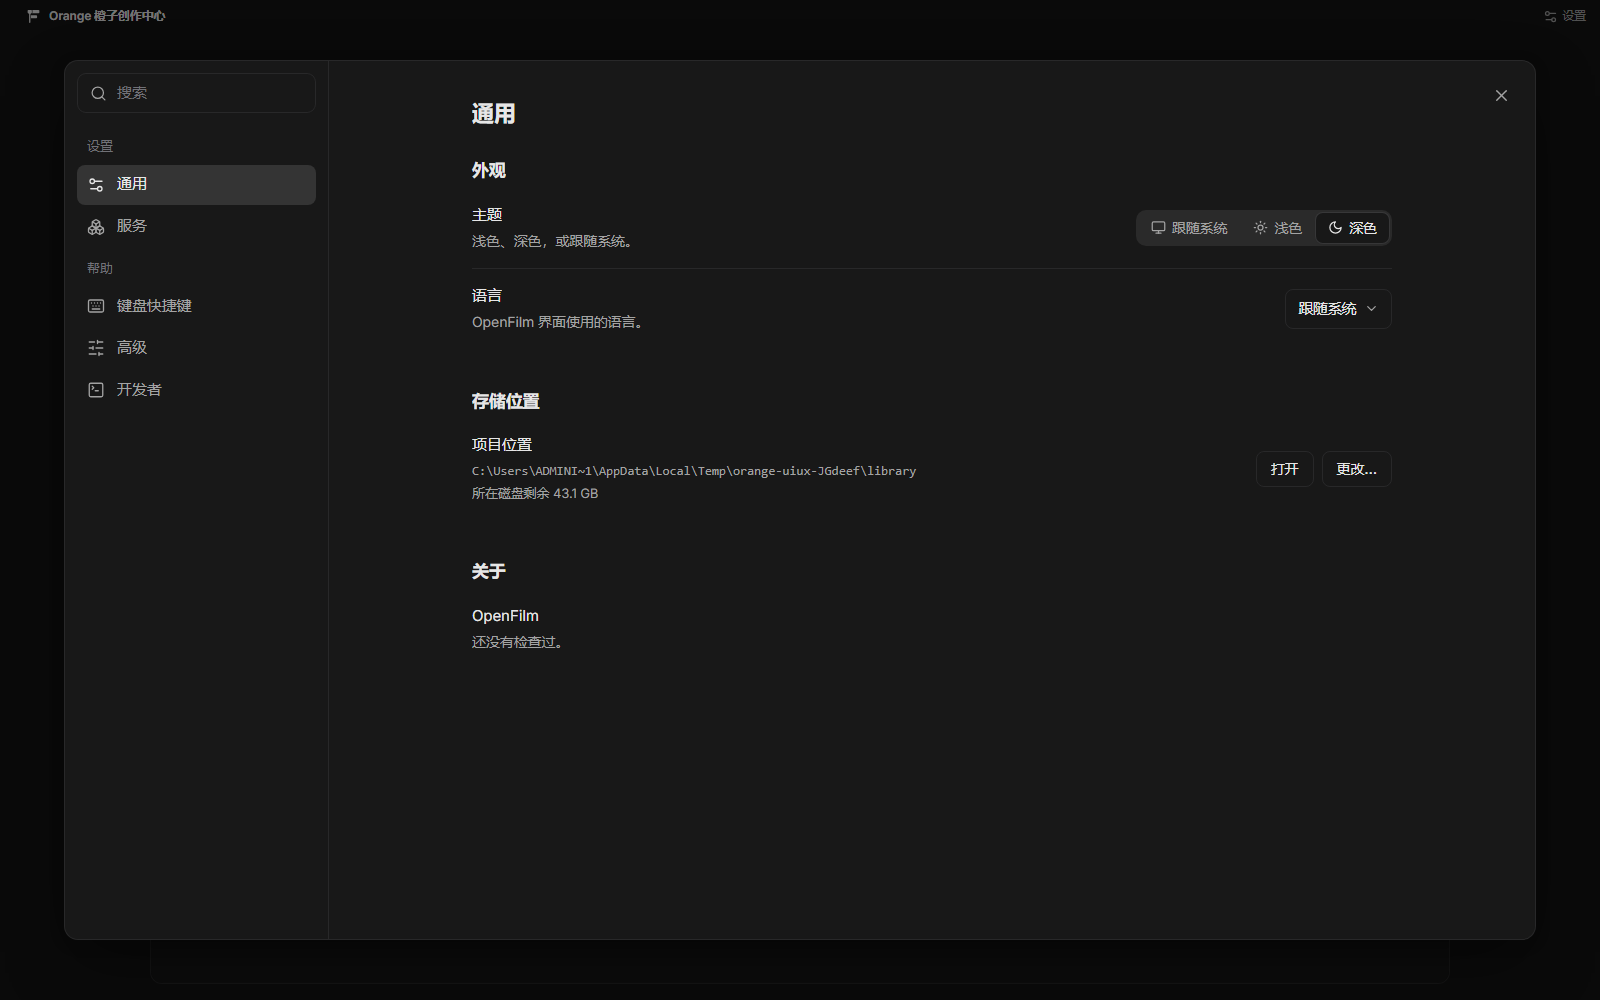 Orange 橙子创作中心
设置
搜索
设置
通用
服务
帮助
键盘快捷键
高级
开发者
通用
外观
主题
浅色、深色，或跟随系统。
跟随系统
浅色
深色
语言
OpenFilm 界面使用的语言。
跟随系统
存储位置
项目位置
C:\Users\ADMINI~1\AppData\Local\Temp\orange-uiux-JGdeef\library
所在磁盘剩余 43.1 GB
打开
更改...
关于
OpenFilm
还没有检查过。